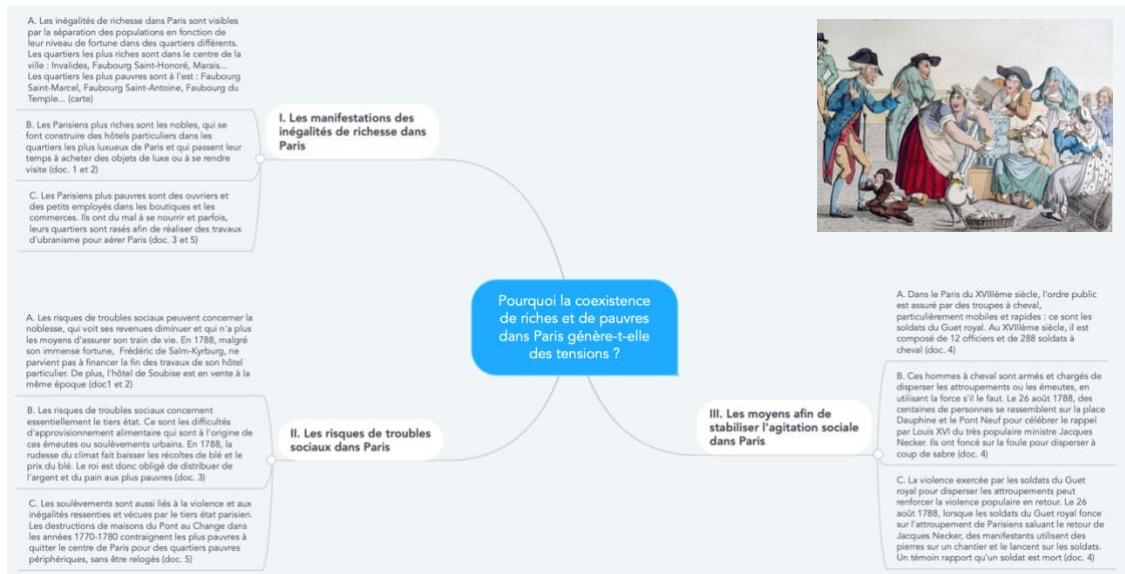 A. Les inégalités de richesse dans Paris sont visibles
par la séparation des populations en fonction de
leur niveau de fortune dans des quartiers différents.
Les quartiers les plus riches sont dans le centre de la
ville : Invalides, Faubourg Saint-Honoré, Marais...
Les quartiers les plus pauvres sont à l'est : Faubourg
Saint-Marcel, Faubourg Saint-Antoine, Faubourg du
Temple... (carte)
B. Les Parisiens plus riches sont les nobles, qui se
font construire des hôtels particuliers dans les
quartiers les plus luxueux de Paris et qui passent leur
temps à acheter des objets de luxe ou à se rendre
visite (doc. 1 et 2)
C. Les Parisiens plus pauvres sont des ouvriers et
des petits employés dans les boutiques et les
commerces. Ils ont du mal à se nourrir et parfois,
leurs quartiers sont rasés afin de réaliser des travaux
d'ubranisme pour aérer Paris (doc. 3 et 5)
I. Les manifestations des
inégalités de richesse dans
Paris
Pourquoi la coexistence
de riches et de pauvres
dans Paris génère-t-elle
des tensions ?
A. Les risques de troubles sociaux peuvent concerner la
noblesse, qui voit ses revenues diminuer et qui n'a plus
les moyens d'assurer son train de vie. En 1788, malgré
son immense fortune, Frédéric de Salm-Kyrburg, ne
parvient pas à financer la fin des travaux de son hôtel
particulier. De plus, l'hôtel de Soubise est en vente à la
même époque (doc1 et 2)
B. Les risques de troubles sociaux concernent
essentiellement le tiers état. Ce sont les difficultés
d'approvisionnement alimentaire qui sont à l'origine de
ces émeutes ou soulèvements urbains. En 1788, la
rudesse du climat fait baisser les récoltes de blé et le
prix du blé. Le roi est donc obligé de distribuer de
l'argent et du pain aux plus pauvres (doc. 3)
C. Les soulèvements sont aussi liés à la violence et aux
inégalités ressenties et vécues par le tiers état parisien.
Les destructions de maisons du Pont au Change dans
les années 1770-1780 contraignent les plus pauvres à
quitter le centre de Paris pour des quartiers pauvres
périphériques, sans être relogés (doc. 5)
II. Les risques de troubles
sociaux dans Paris
III. Les moyens afin de
stabiliser l'agitation sociale
dans Paris
A. Dans le Paris du XVIIIème siècle, l'ordre public
est assuré par des troupes à cheval,
particulièrement mobiles et rapides : ce sont les
soldats du Guet royal. Au XVIIIème siècle, il est
composé de 12 officiers et de 288 soldats à
cheval (doc. 4)
B. Ces hommes à cheval sont armés et chargés de
disperser les attroupements ou les émeutes, en
utilisant la force s'il le faut. Le 26 août 1788, des
centaines de personnes se rassemblent sur la place
Dauphine et le Pont Neuf pour célébrer le rappel
par Louis XVI du très populaire ministre Jacques
Necker. Ils ont foncé sur la foule pour disperser à
coup de sabre (doc. 4)
C. La violence exercée par les soldats du Guet
royal pour disperser les attroupements peut
renforcer la violence populaire en retour. Le 26
août 1788, lorsque les soldats du Guet royal fonce
sur l'attroupement de Parisiens saluant le retour de
Jacques Necker, des manifestants utilisent des
pierres sur un chantier et le lancent sur les soldats.
Un témoin rapport qu'un soldat est mort (doc. 4)